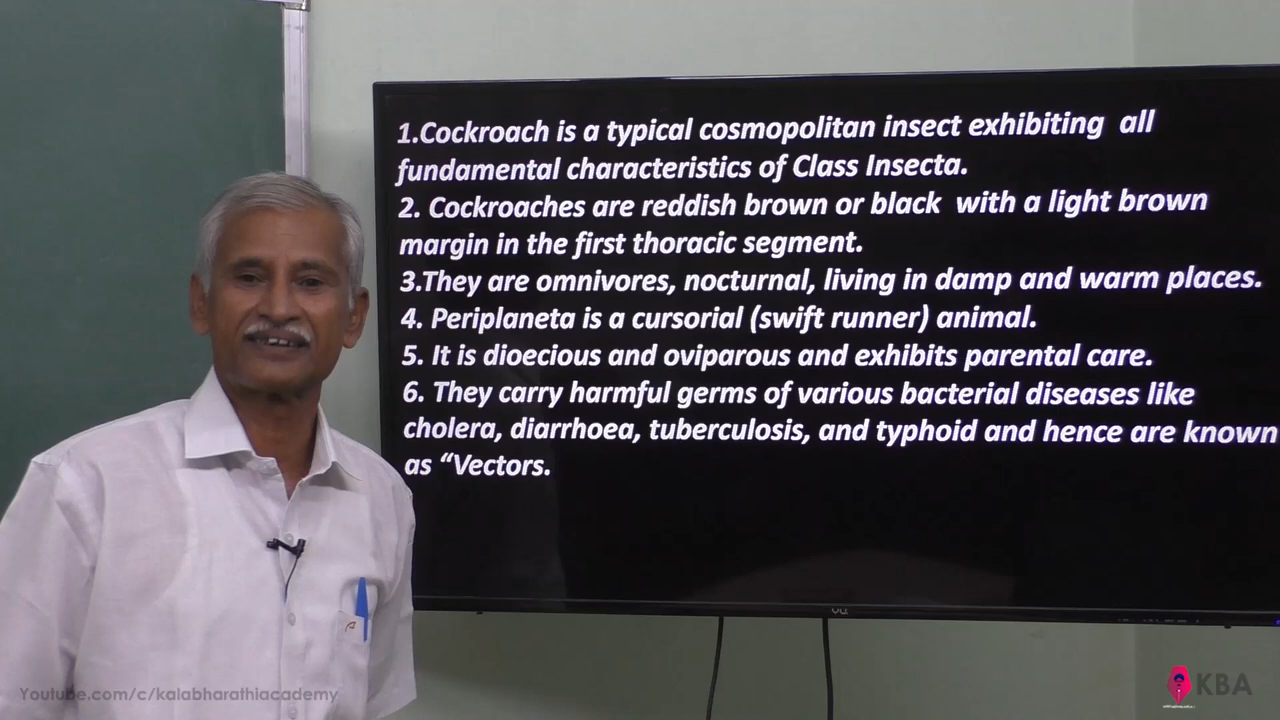 1.Cockroach is a typical cosmopolitan insect exhibiting all
fundamental characteristics of Class Insecta.
2. Cockroaches are reddish brown or black with a light brown
margin in the first thoracic segment.
3.They are omnivores, nocturnal, living in damp and warm places.
4. Periplaneta is a cursorial (swift runner) animal.
5. It is dioecious and oviparous and exhibits parental care.
6. They carry harmful germs of various bacterial diseases like
cholera, diarrhoea, tuberculosis, and typhoid and hence are known
as “Vectors.
Youtube.com/c/kalabharathiacademy
KBA